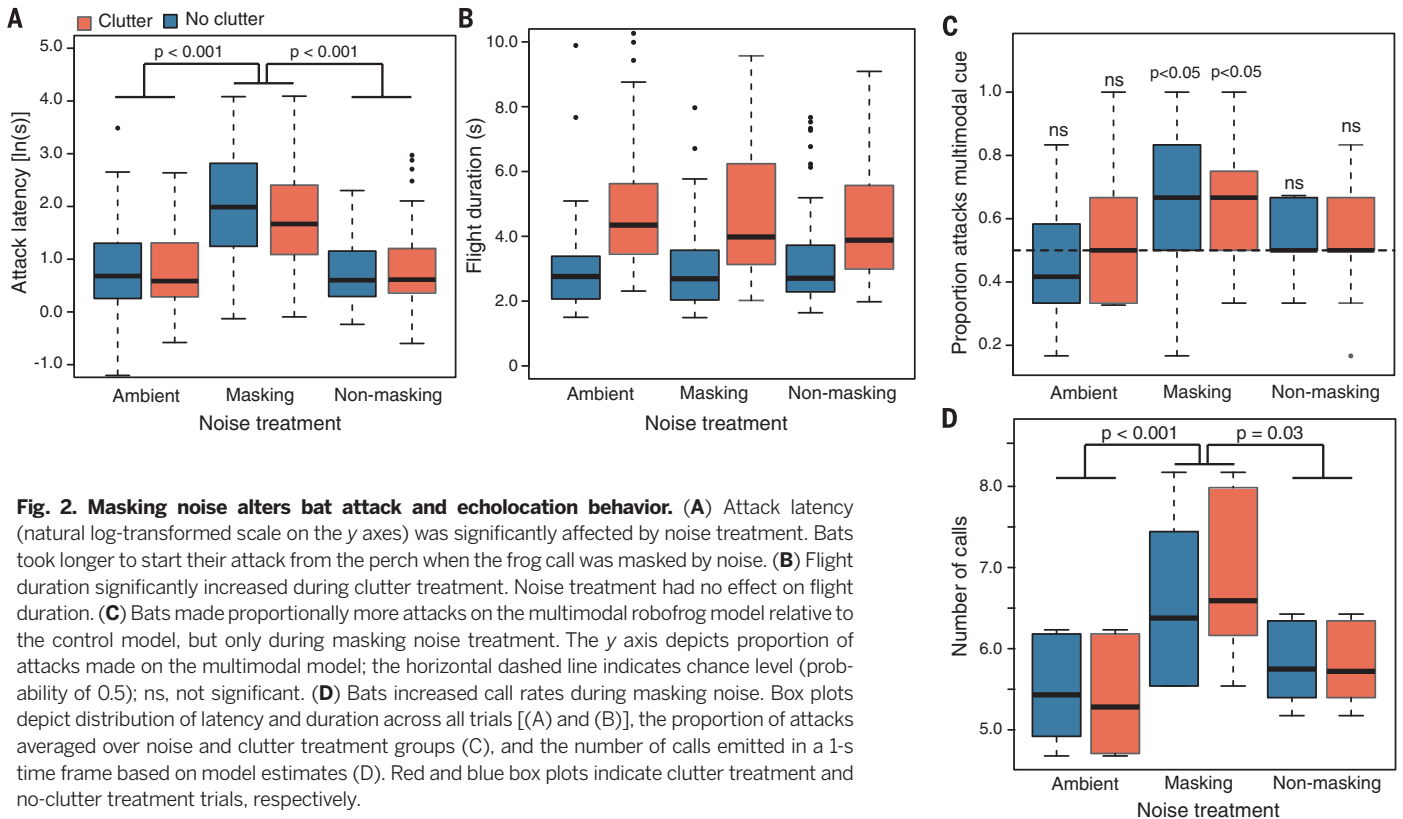 A
Clutter
No clutter
5.0
4.0
3.0
2.0
1.0
0.0
-1.0
Attack latency [ln(s)]
p < 0.001
p < 0.001
Ambient
Masking
Non-masking
Noise treatment
B
10.0
8.0
6.0
4.0
2.0
0
Flight duration (s)
Ambient
Masking
Non-masking
Noise treatment
C
1.0
0.8
0.6
0.4
0.2
Proportion attacks multimodal cue
ns
ns
p<0.05
p<0.05
ns
ns
Ambient
Masking
Non-masking
D
8.0
7.0
6.0
5.0
Number of calls
p < 0.001
p = 0.03
Ambient
Masking
Non-masking
Noise treatment
Fig. 2. Masking noise alters bat attack and echolocation behavior. (A) Attack latency
(natural log-transformed scale on the y axes) was significantly affected by noise treatment. Bats
took longer to start their attack from the perch when the frog call was masked by noise. (B) Flight
duration significantly increased during clutter treatment. Noise treatment had no effect on flight
duration. (C) Bats made proportionally more attacks on the multimodal robofrog model relative to
the control model, but only during masking noise treatment. The y axis depicts proportion of
attacks made on the multimodal model; the horizontal dashed line indicates chance level (prob-
ability of 0.5); ns, not significant. (D) Bats increased call rates during masking noise. Box plots
depict distribution of latency and duration across all trials [(A) and (B)], the proportion of attacks
averaged over noise and clutter treatment groups (C), and the number of calls emitted in a 1-s
time frame based on model estimates (D). Red and blue box plots indicate clutter treatment and
no-clutter treatment trials, respectively.